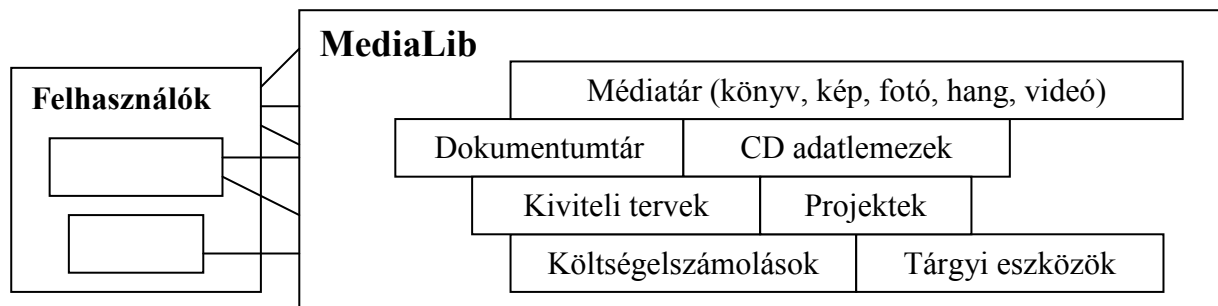 MediaLib
Felhasználók
Médiatár (könyv, kép, fotó, hang, videó)
Dokumentumtár
CD adatlemezek
Kiviteli tervek
Projektek
Költségelszámolások
Tárgyi eszközök